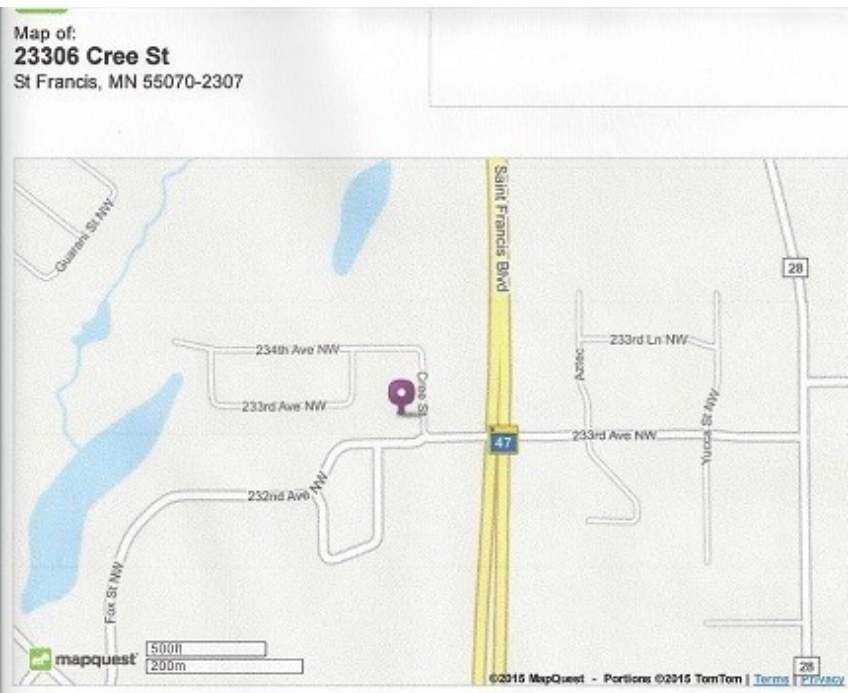 Map of:
23306 Cree St
St Francis, MN 55070-2307
Saint Francis Blvd
Guarani St NW
28
234th Ave NW
233rd Ln NW
Aztec
Cree St
233rd Ave NW
Yucca St NW
47
233rd Ave NW
232nd Ave NW
Fox St NW
mapquest
500ft
200m
28
©2015 MapQuest - Portions ©2015 TomTom | Terms | Privacy